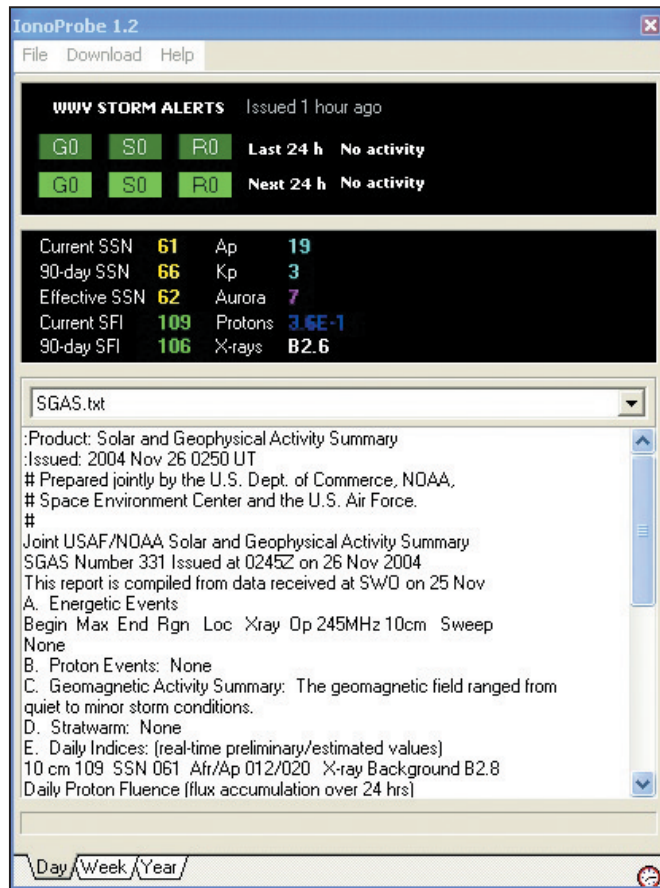 IonoProbe 1.2
File Download Help
WWV STORM ALERTS Issued 1 hour ago
G0 S0 R0 Last 24 h No activity
G0 S0 R0 Next 24 h No activity
Current SSN 61 Ap 19
90-day SSN 66 Kp 3
Effective SSN 62 Aurora 7
Current SFI 109 Protons 3.6E-1
90-day SFI 106 X-rays B2.6
SGAS.txt
:Product: Solar and Geophysical Activity Summary
:Issued: 2004 Nov 26 0250 UT
# Prepared jointly by the U.S. Dept. of Commerce, NOAA,
# Space Environment Center and the U.S. Air Force.
#
Joint USAF/NOAA Solar and Geophysical Activity Summary
SGAS Number 331 Issued at 0245Z on 26 Nov 2004
This report is compiled from data received at SWO on 25 Nov
A. Energetic Events
Begin Max End Rgn Loc Xray Op 245MHz 10cm Sweep
None
B. Proton Events: None
C. Geomagnetic Activity Summary: The geomagnetic field ranged from
quiet to minor storm conditions.
D. Stratwarm: None
E. Daily Indices: (real-time preliminary/estimated values)
10 cm 109 SSN 061 Afr/Ap 012/020 X-ray Background B2.8
Daily Proton Fluence (flux accumulation over 24 hrs)
Day Week Year